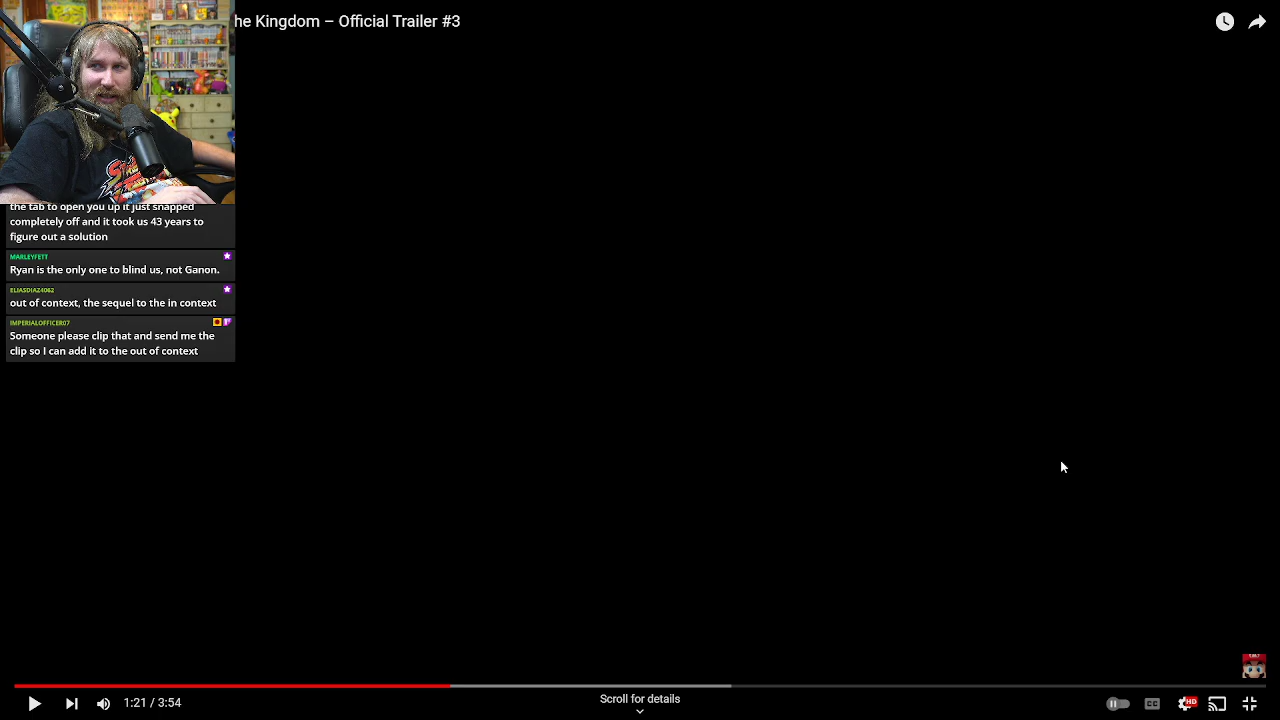 he Kingdom – Official Trailer #3
the tab to open you up it just snapped
completely off and it took us 43 years to
figure out a solution
MARLEYFETT
Ryan is the only one to blind us, not Ganon.
ELIASDIAZ4062
out of context, the sequel to the in context
IMPERIALOFFICER07
Someone please clip that and send me the
clip so I can add it to the out of context
1:21 / 3:54
Scroll for details
CC
HD